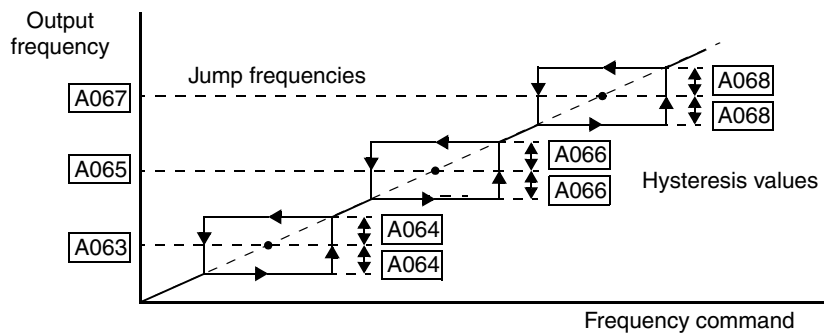 Output
frequency
Jump frequencies
A067
A068
A068
A065
A066
A066
Hysteresis values
A063
A064
A064
Frequency command